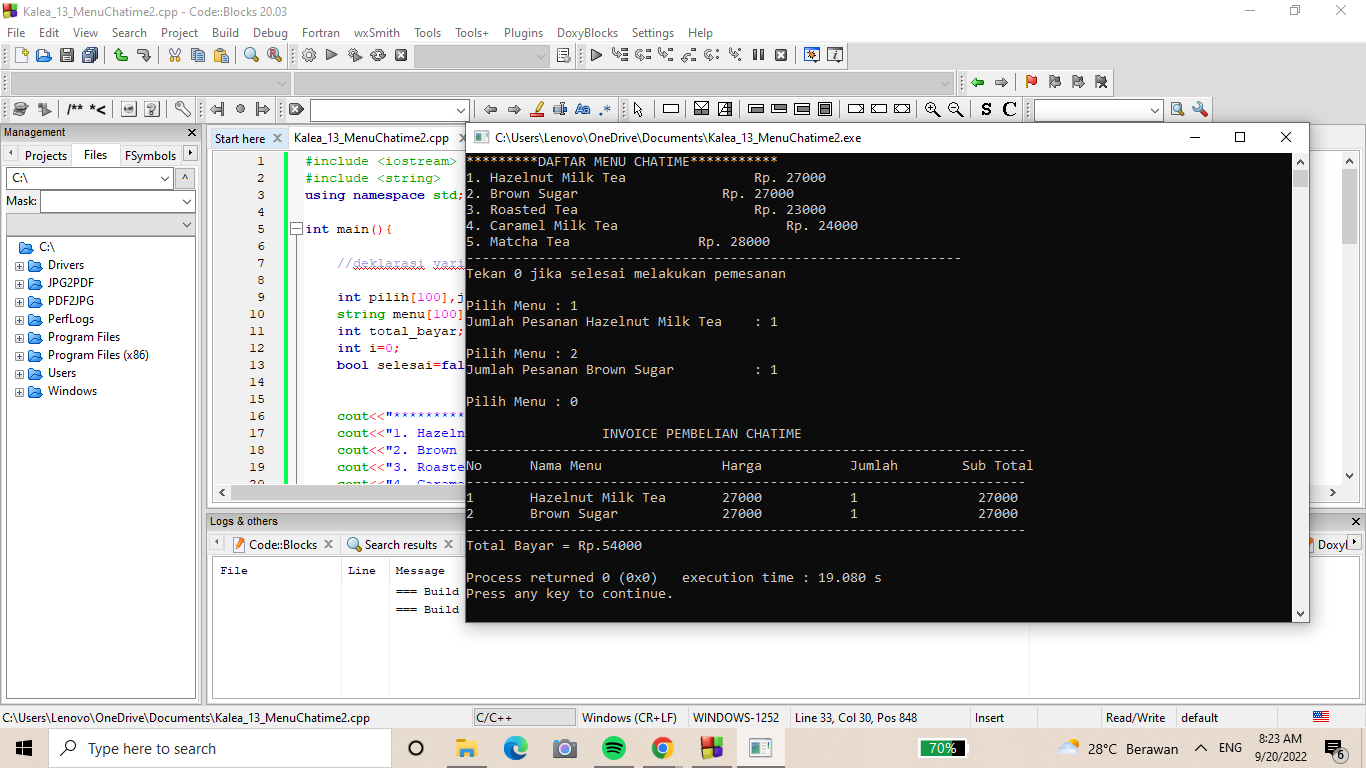 Kalea_13_MenuChatime2.cpp - Code::Blocks 20.03
File Edit View Search Project Build Debug Fortran wxSmith Tools Tools+ Plugins DoxyBlocks Settings Help
/** *<
S C
Management
Projects Files FSymbols
C:\
Mask:
C:\
Drivers
JPG2PDF
PDF2JPG
PerfLogs
Program Files
Program Files (x86)
Users
Windows
Start here Kalea_13_MenuChatime2.cpp
1 #include <iostream>
2 #include <string>
3 using namespace std;
4
5 int main(){
6
7 //deklarasi vari
8
9 int pilih[100],j
10 string menu[100]
11 int total_bayar;
12 int i=0;
13 bool selesai=fal
14
15
16 cout<<"*********
17 cout<<"1. Hazeln
18 cout<<"2. Brown
19 cout<<"3. Roaste
20 cout<<"4. Carame
C:\Users\Lenovo\OneDrive\Documents\Kalea_13_MenuChatime2.exe
*********DAFTAR MENU CHATIME***********
1. Hazelnut Milk Tea Rp. 27000
2. Brown Sugar Rp. 27000
3. Roasted Tea Rp. 23000
4. Caramel Milk Tea Rp. 24000
5. Matcha Tea Rp. 28000
--------------------------------------------------------------
Tekan 0 jika selesai melakukan pemesanan
Pilih Menu : 1
Jumlah Pesanan Hazelnut Milk Tea : 1
Pilih Menu : 2
Jumlah Pesanan Brown Sugar : 1
Pilih Menu : 0
INVOICE PEMBELIAN CHATIME
----------------------------------------------------------------------
No Nama Menu Harga Jumlah Sub Total
----------------------------------------------------------------------
1 Hazelnut Milk Tea 27000 1 27000
2 Brown Sugar 27000 1 27000
----------------------------------------------------------------------
Total Bayar = Rp.54000
Process returned 0 (0x0) execution time : 19.080 s
Press any key to continue.
Logs & others
Code::Blocks Search results Doxyl
File Line Message
=== Build
=== Build
C:\Users\Lenovo\OneDrive\Documents\Kalea_13_MenuChatime2.cpp C/C++ Windows (CR+LF) WINDOWS-1252 Line 33, Col 30, Pos 848 Insert Read/Write default
Type here to search
70%
28°C Berawan
ENG
8:23 AM
9/20/2022
6